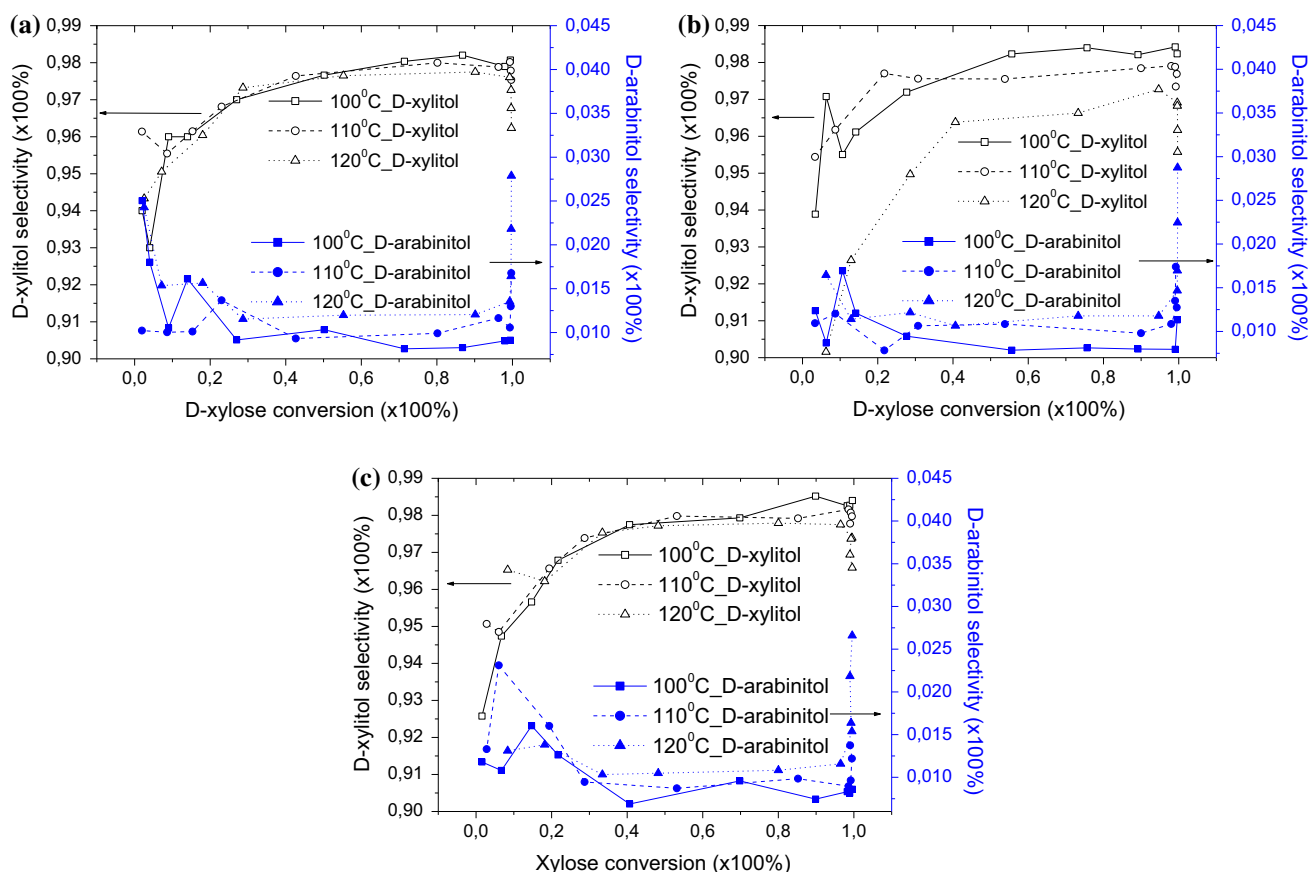 (a)
0,99
0,98
0,97
0,96
0,95
0,94
0,93
0,92
0,91
0,90
D-xylitol selectivity (x100%)
100⁰C_D-xylitol
110⁰C_D-xylitol
120⁰C_D-xylitol
100⁰C_D-arabinitol
110⁰C_D-arabinitol
120⁰C_D-arabinitol
0,045
0,040
0,035
0,030
0,025
0,020
0,015
0,010
D-arabinitol selectivity (x100%)
0,0 0,2 0,4 0,6 0,8 1,0
D-xylose conversion (x100%)
(b)
0,99
0,98
0,97
0,96
0,95
0,94
0,93
0,92
0,91
0,90
D-xylitol selectivity (x100%)
100⁰C_D-xylitol
110⁰C_D-xylitol
120⁰C_D-xylitol
100⁰C_D-arabinitol
110⁰C_D-arabinitol
120⁰C_D-arabinitol
0,045
0,040
0,035
0,030
0,025
0,020
0,015
0,010
D-arabinitol selectivity (x100%)
0,0 0,2 0,4 0,6 0,8 1,0
D-xylose conversion (x100%)
(c)
0,99
0,98
0,97
0,96
0,95
0,94
0,93
0,92
0,91
0,90
D-xylitol selectivity (x100%)
100⁰C_D-xylitol
110⁰C_D-xylitol
120⁰C_D-xylitol
100⁰C_D-arabinitol
110⁰C_D-arabinitol
120⁰C_D-arabinitol
0,045
0,040
0,035
0,030
0,025
0,020
0,015
0,010
D-arabinitol selectivity (x100%)
0,0 0,2 0,4 0,6 0,8 1,0
Xylose conversion (x100%)